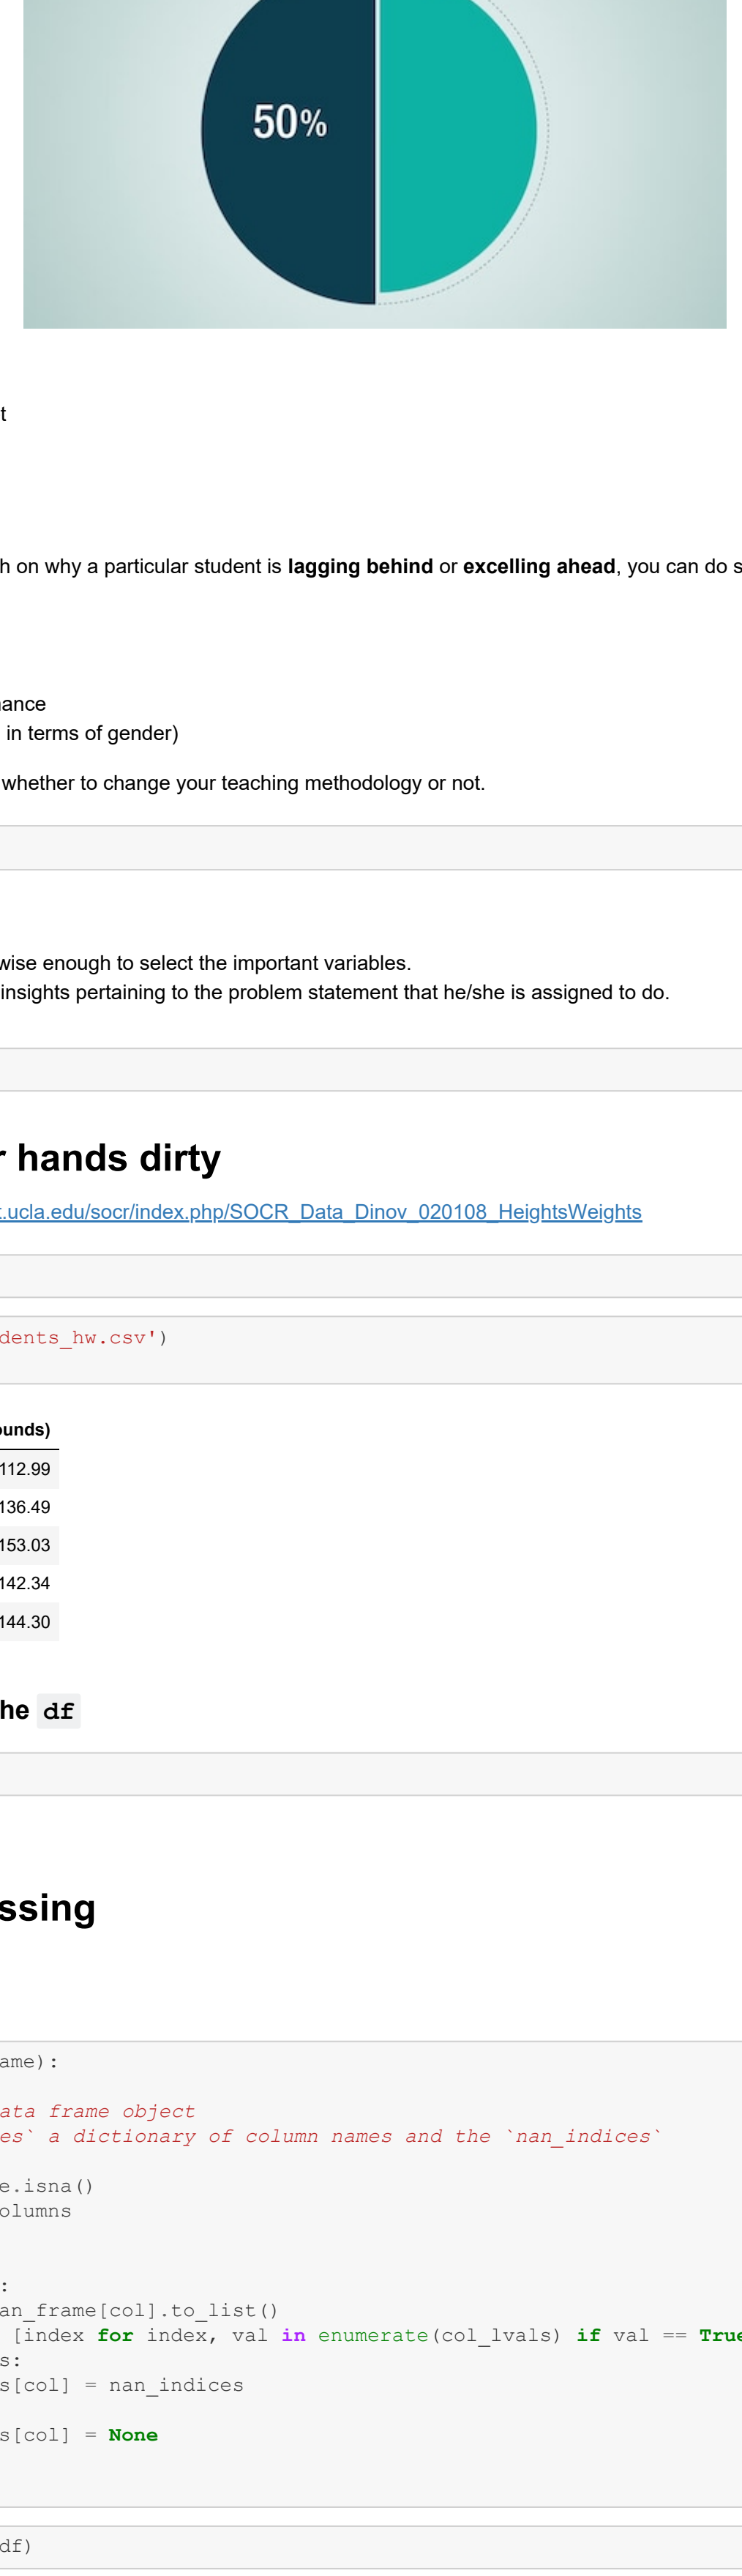 50%
t
h on why a particular student is lagging behind or excelling ahead, you can do s
ance
in terms of gender)
whether to change your teaching methodology or not.
wise enough to select the important variables.
insights pertaining to the problem statement that he/she is assigned to do.
r hands dirty
t.ucla.edu/socr/index.php/SOCR_Data_Dinov_020108_HeightsWeights
dents_hw.csv')
ounds)
112.99
136.49
153.03
142.34
144.30
he df
ssing
ame):
ata frame object
es` a dictionary of column names and the `nan_indices`
e.isna()
olumns
:
an_frame[col].to_list()
[index for index, val in enumerate(col_lvals) if val == True
s:
s[col] = nan_indices
s[col] = None
df)